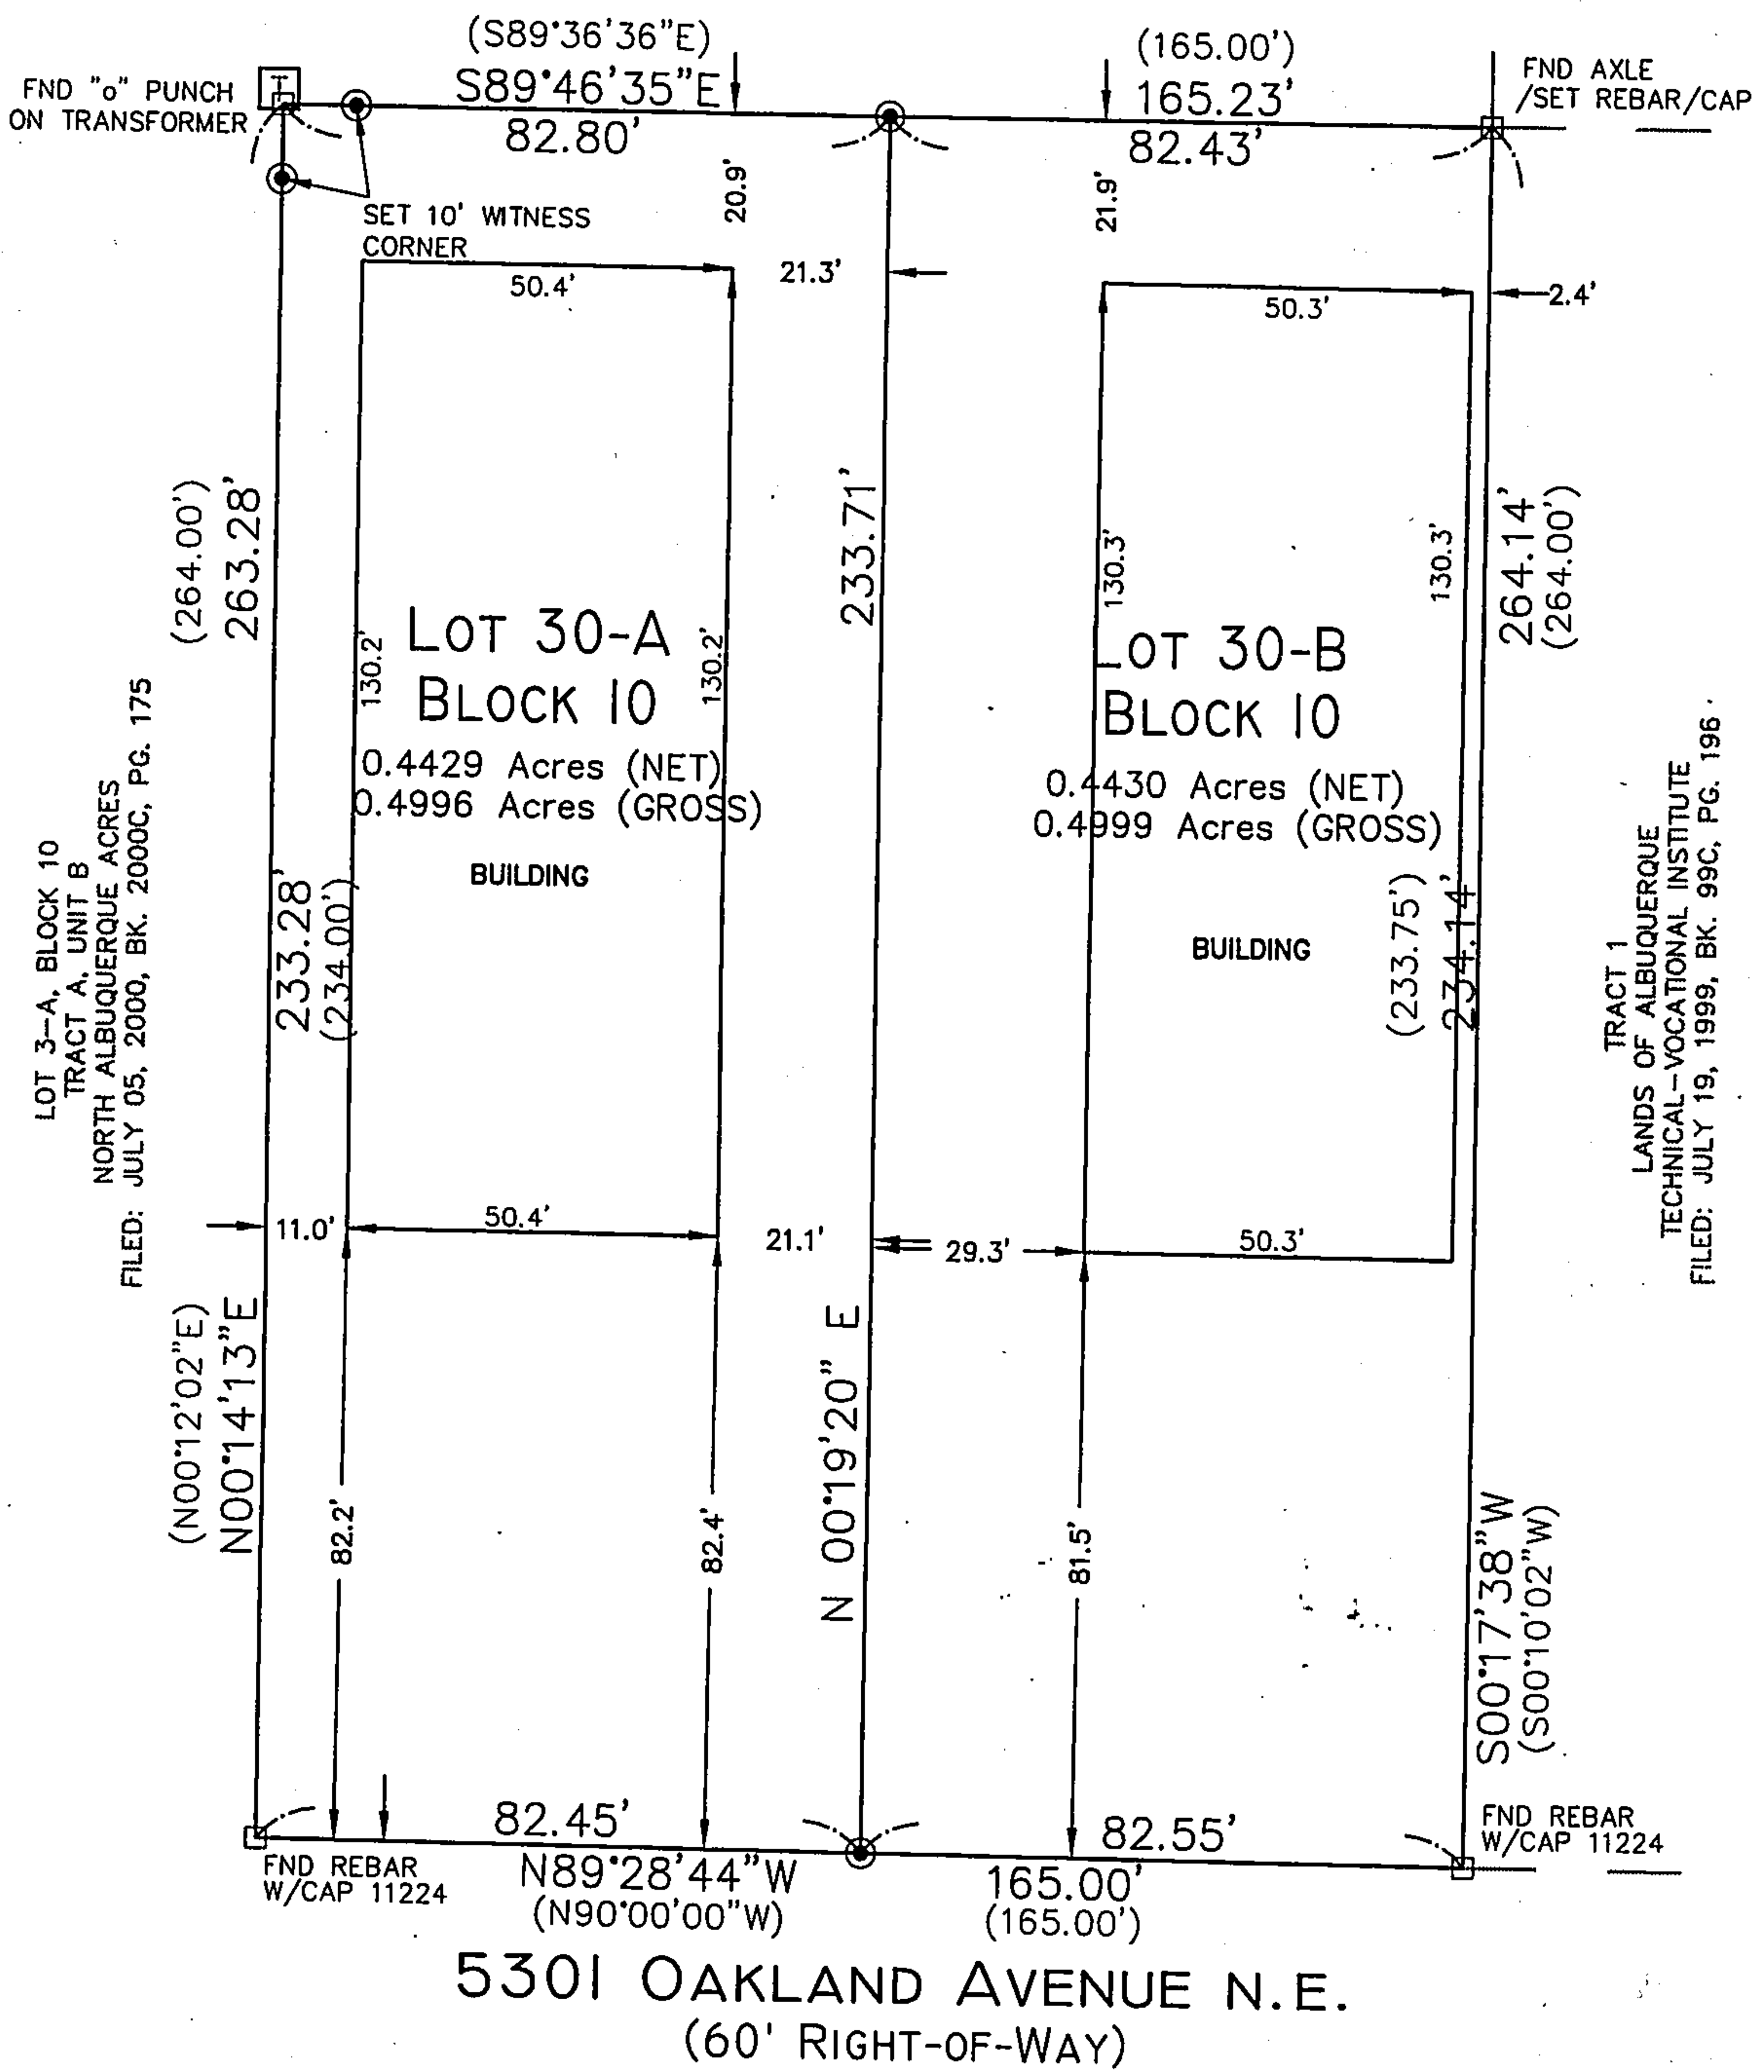 (S89°36'36"E)
S89°46'35"E
82.80'
(165.00')
165.23'
82.43'
FND "o" PUNCH
ON TRANSFORMER
T
FND AXLE
/SET REBAR/CAP
SET 10' WITNESS
CORNER
20.9'
21.9'
50.4'
21.3'
50.3'
2.4'
(264.00')
263.28'
233.71'
130.3'
130.3'
264.14'
(264.00')
130.2'
130.2'
LOT 30-A
BLOCK 10
0.4429 Acres (NET)
0.4996 Acres (GROSS)
BUILDING
LOT 30-B
BLOCK 10
0.4430 Acres (NET)
0.4999 Acres (GROSS)
BUILDING
233.28'
(234.00')
(233.75')
234.14'
LOT 3-A, BLOCK 10
TRACT A, UNIT B
NORTH ALBUQUERQUE ACRES
FILED: JULY 05, 2000, BK. 2000C, PG. 175
TRACT 1
LANDS OF ALBUQUERQUE
TECHNICAL-VOCATIONAL INSTITUTE
FILED: JULY 19, 1999, BK. 99C, PG. 196
11.0'
50.4'
21.1'
29.3'
50.3'
(N00°12'02"E)
N00°14'13"E
82.2'
82.4'
N 00°19'20" E
81.5'
S00°17'38"W
(S00°10'02"W)
FND REBAR
W/CAP 11224
82.45'
N89°28'44"W
(N90°00'00"W)
82.55'
165.00'
(165.00')
FND REBAR
W/CAP 11224
5301 OAKLAND AVENUE N.E.
(60' RIGHT-OF-WAY)